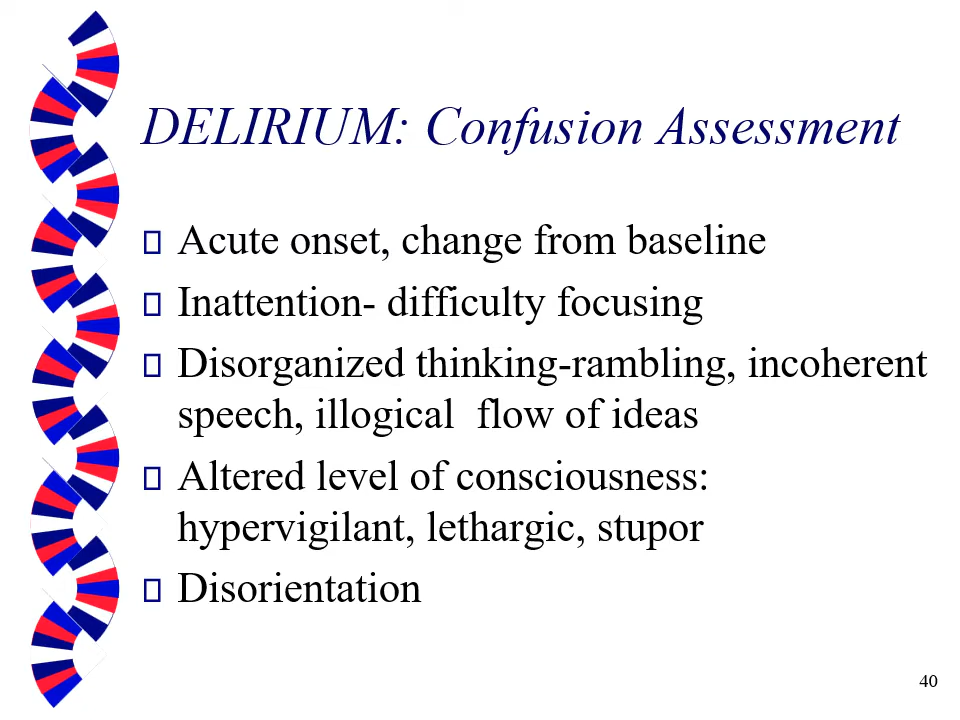 DELIRIUM: Confusion Assessment
Acute onset, change from baseline
Inattention- difficulty focusing
Disorganized thinking-rambling, incoherent
speech, illogical  flow of ideas
Altered level of consciousness:
hypervigilant, lethargic, stupor
Disorientation
40